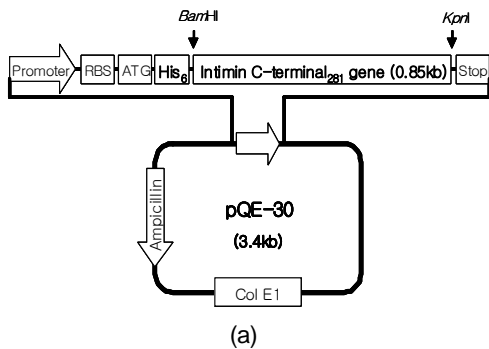 BamHI KpnI
Promoter RBS ATG His6 Intimin C-terminal281 gene (0.85kb) Stop
Ampicillin
pQE-30
(3.4kb)
Col E1
(a)